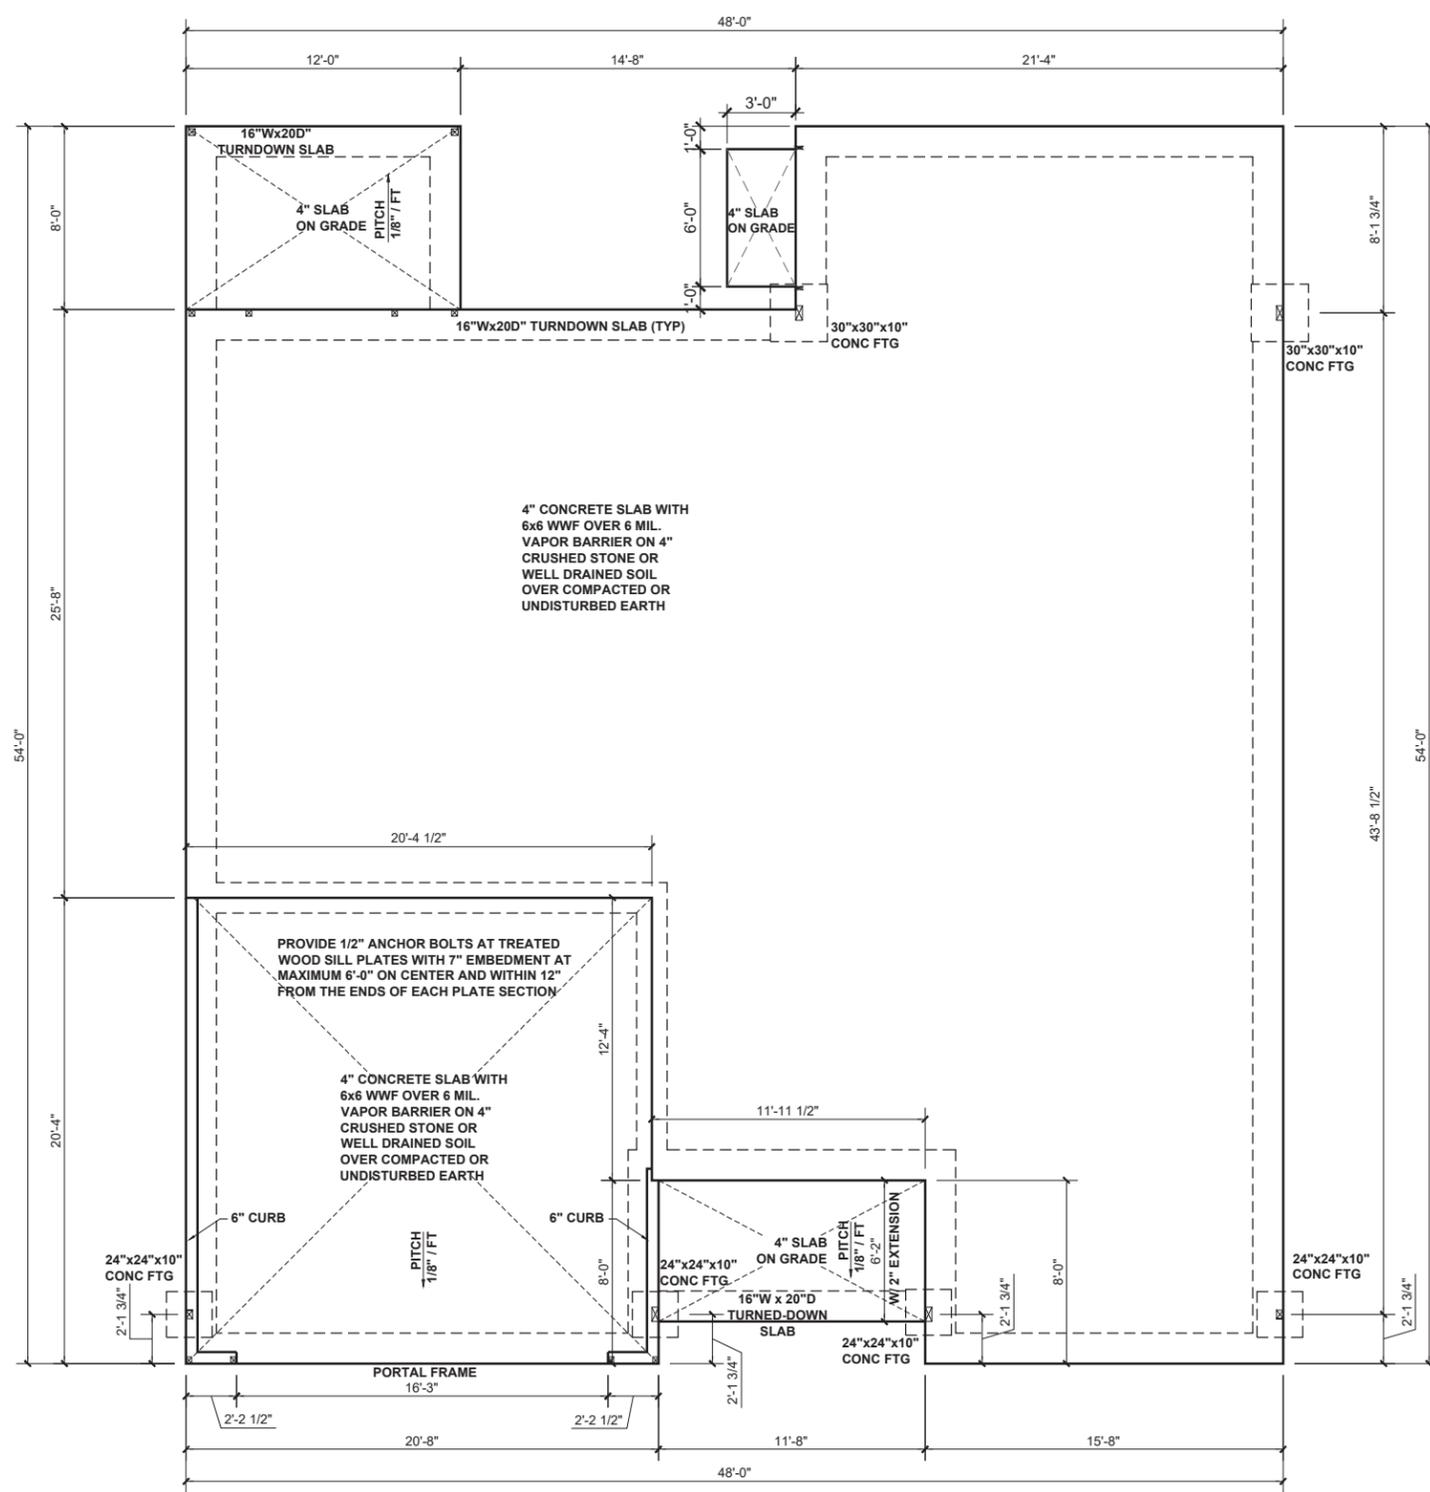 48'-0"
12'-0"
14'-8"
21'-4"
3'-0"
16"Wx20D"
TURNDOWN SLAB
1'-0"
8'-0"
4" SLAB
ON GRADE
PITCH
1/8" / FT
6'-0"
4" SLAB
ON GRADE
8'-1 3/4"
1'-0"
16"Wx20D" TURNDOWN SLAB (TYP)
30"x30"x10"
CONC FTG
30"x30"x10"
CONC FTG
4" CONCRETE SLAB WITH
6x6 WWF OVER 6 MIL.
VAPOR BARRIER ON 4"
CRUSHED STONE OR
WELL DRAINED SOIL
OVER COMPACTED OR
UNDISTURBED EARTH
25'-8"
54'-0"
54'-0"
43'-8 1/2"
20'-4 1/2"
PROVIDE 1/2" ANCHOR BOLTS AT TREATED
WOOD SILL PLATES WITH 7" EMBEDMENT AT
MAXIMUM 6'-0" ON CENTER AND WITHIN 12"
FROM THE ENDS OF EACH PLATE SECTION
12'-4"
20'-4"
4" CONCRETE SLAB WITH
6x6 WWF OVER 6 MIL.
VAPOR BARRIER ON 4"
CRUSHED STONE OR
WELL DRAINED SOIL
OVER COMPACTED OR
UNDISTURBED EARTH
11'-11 1/2"
6" CURB
6" CURB
PITCH
1/8" / FT
8'-0"
4" SLAB
ON GRADE
PITCH
1/8" / FT
6'-2"
W/ 2" EXTENSION
8'-0"
24"x24"x10"
CONC FTG
24"x24"x10"
CONC FTG
24"x24"x10"
CONC FTG
2'-1 3/4"
16"W x 20"D
TURNED-DOWN
SLAB
2'-1 3/4"
2'-1 3/4"
24"x24"x10"
CONC FTG
2'-1 3/4"
PORTAL FRAME
16'-3"
2'-2 1/2"
2'-2 1/2"
20'-8"
11'-8"
15'-8"
48'-0"